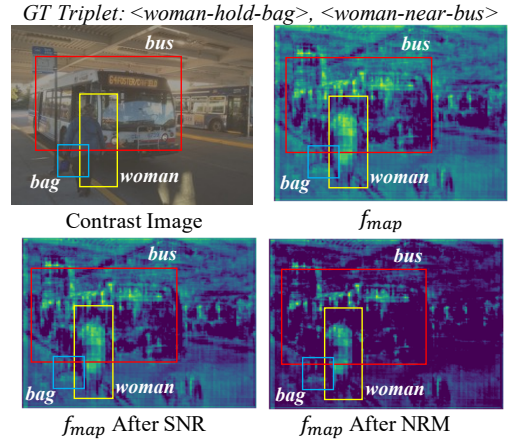 GT Triplet: <woman-hold-bag>, <woman-near-bus>
bus
bag
woman
Contrast Image
bus
bag
woman
fmap
bus
bag
woman
fmap After SNR
bus
bag
woman
fmap After NRM